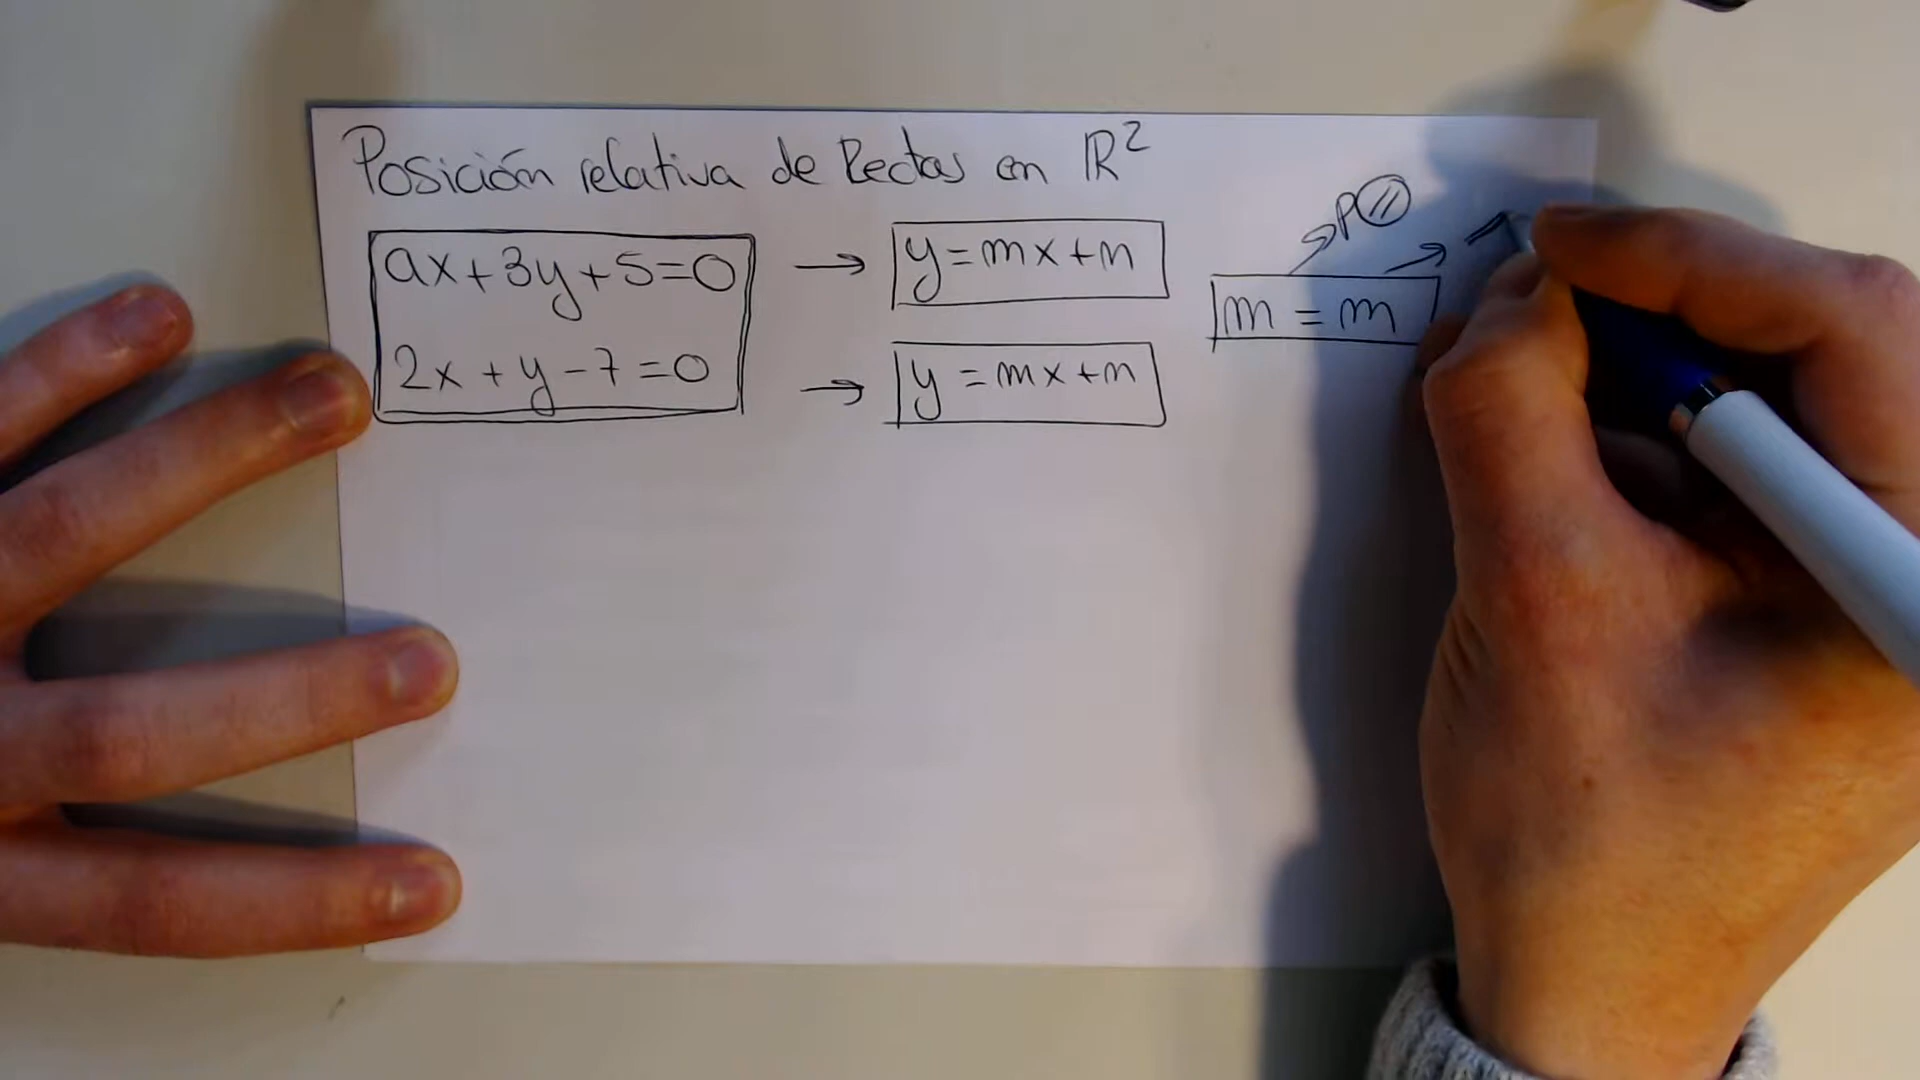 Posición relativa de Rectas en ℝ²
ax+3y+5=0 → y=mx+n
P//
m = m
2x+y-7=0 → y=mx+n